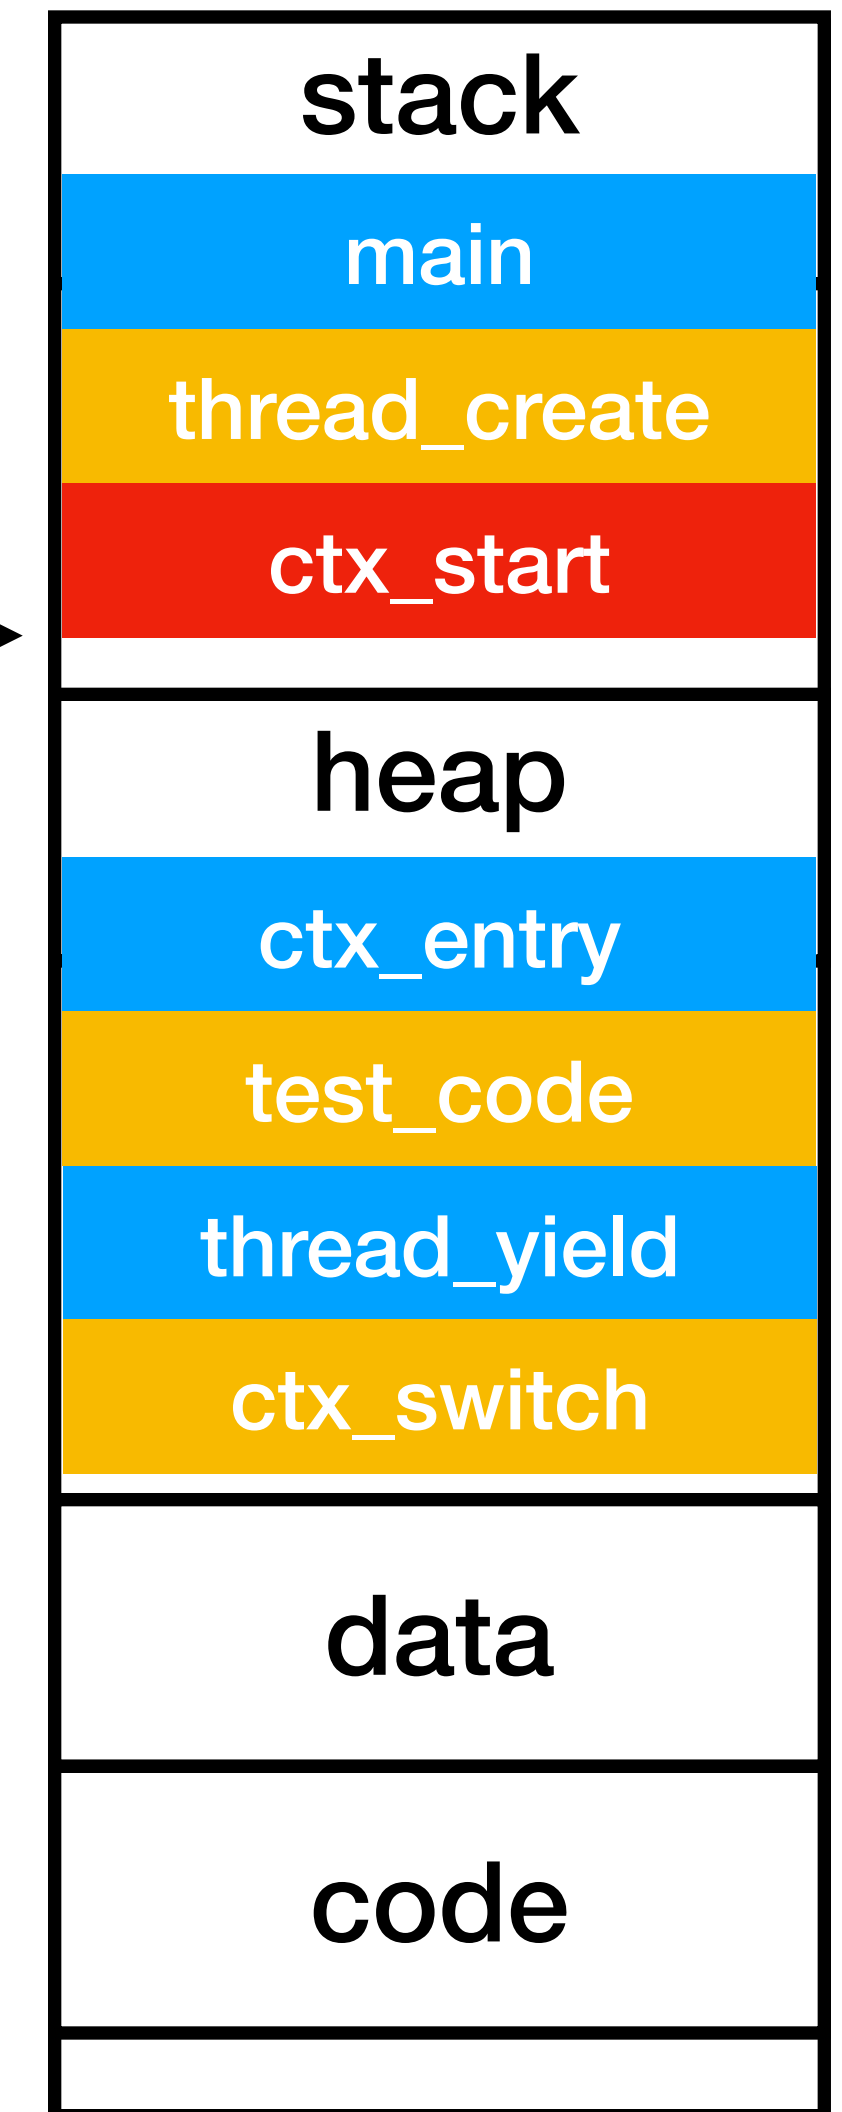 stack
main
thread_create
ctx_start
heap
ctx_entry
test_code
thread_yield
ctx_switch
data
code